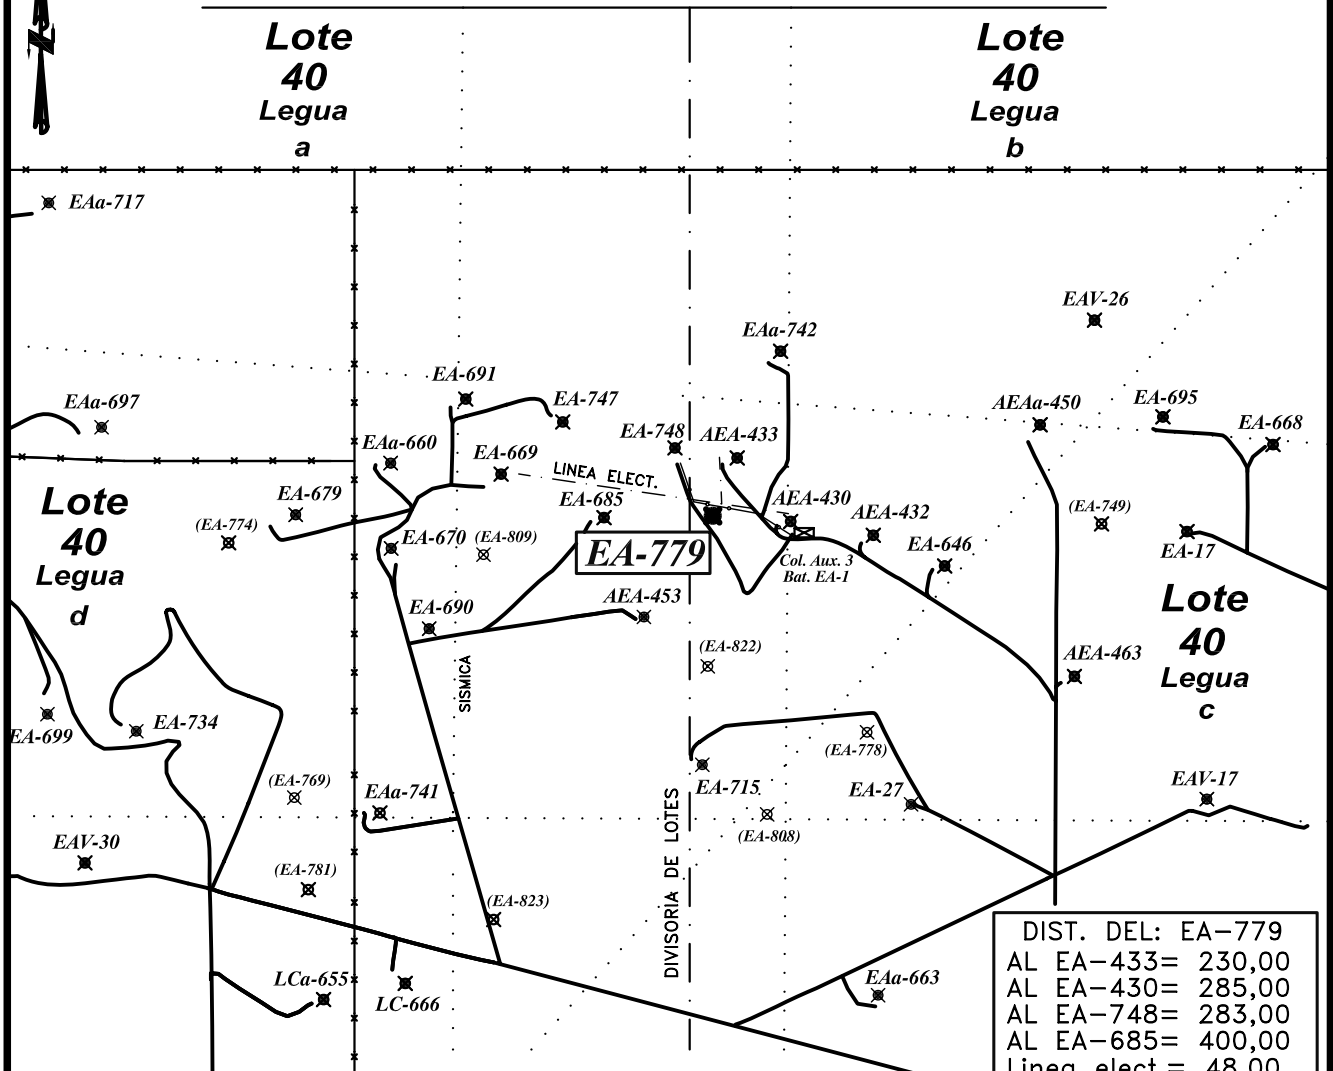 Lote
40
Legua
a
Lote
40
Legua
b
EAa-717
EAV-26
EAa-742
EA-691
EAa-697
EA-747
AEAa-450
EA-695
EA-668
EAa-660
EA-669
EA-748
AEA-433
LINEA ELECT.
EA-679
EA-685
AEA-430
AEA-432
(EA-749)
(EA-774)
EA-670
(EA-809)
EA-779
EA-646
EA-17
Col. Aux. 3
Bat. EA-1
Lote
40
Legua
d
Lote
40
Legua
c
EA-690
AEA-453
(EA-822)
AEA-463
SISMICA
EA-699
EA-734
(EA-778)
(EA-769)
EAa-741
EA-715
EA-27
EAV-17
(EA-808)
EAV-30
(EA-781)
(EA-823)
DIVISORIA DE LOTES
LCa-655
LC-666
EAa-663
DIST. DEL: EA-779
AL EA-433= 230,00
AL EA-430= 285,00
AL EA-748= 283,00
AL EA-685= 400,00
Linea elect.= 48,00